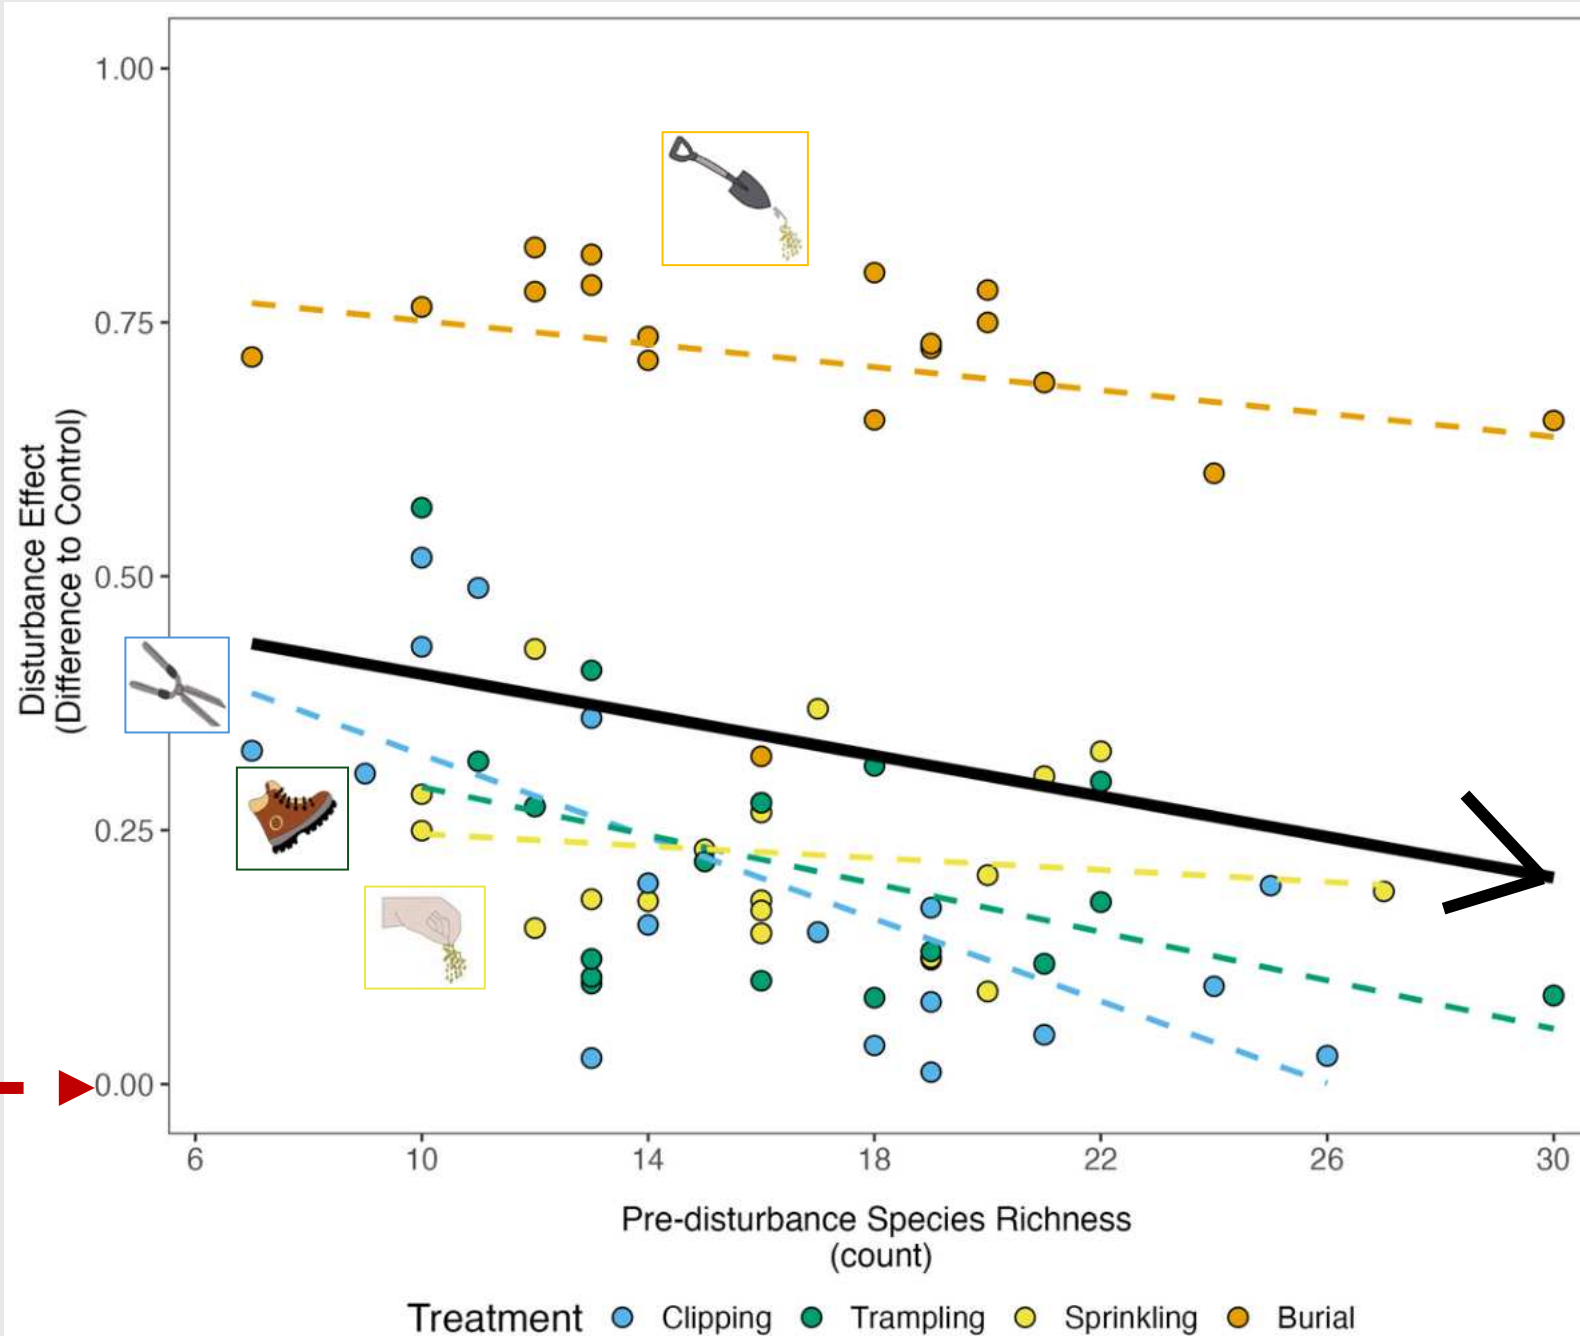 1.00
0.75
0.50
0.25
0.00
Disturbance Effect
(Difference to Control)
6 10 14 18 22 26 30
Pre-disturbance Species Richness
(count)
Treatment Clipping Trampling Sprinkling Burial